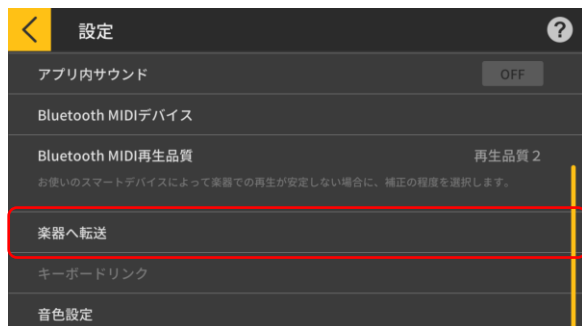 設定
?
アプリ内サウンド OFF
Bluetooth MIDIデバイス
Bluetooth MIDI再生品質 再生品質 2
お使いのスマートデバイスによって楽器での再生が安定しない場合に、補正の程度を選択します。
楽器へ転送
キーボードリンク
音色設定